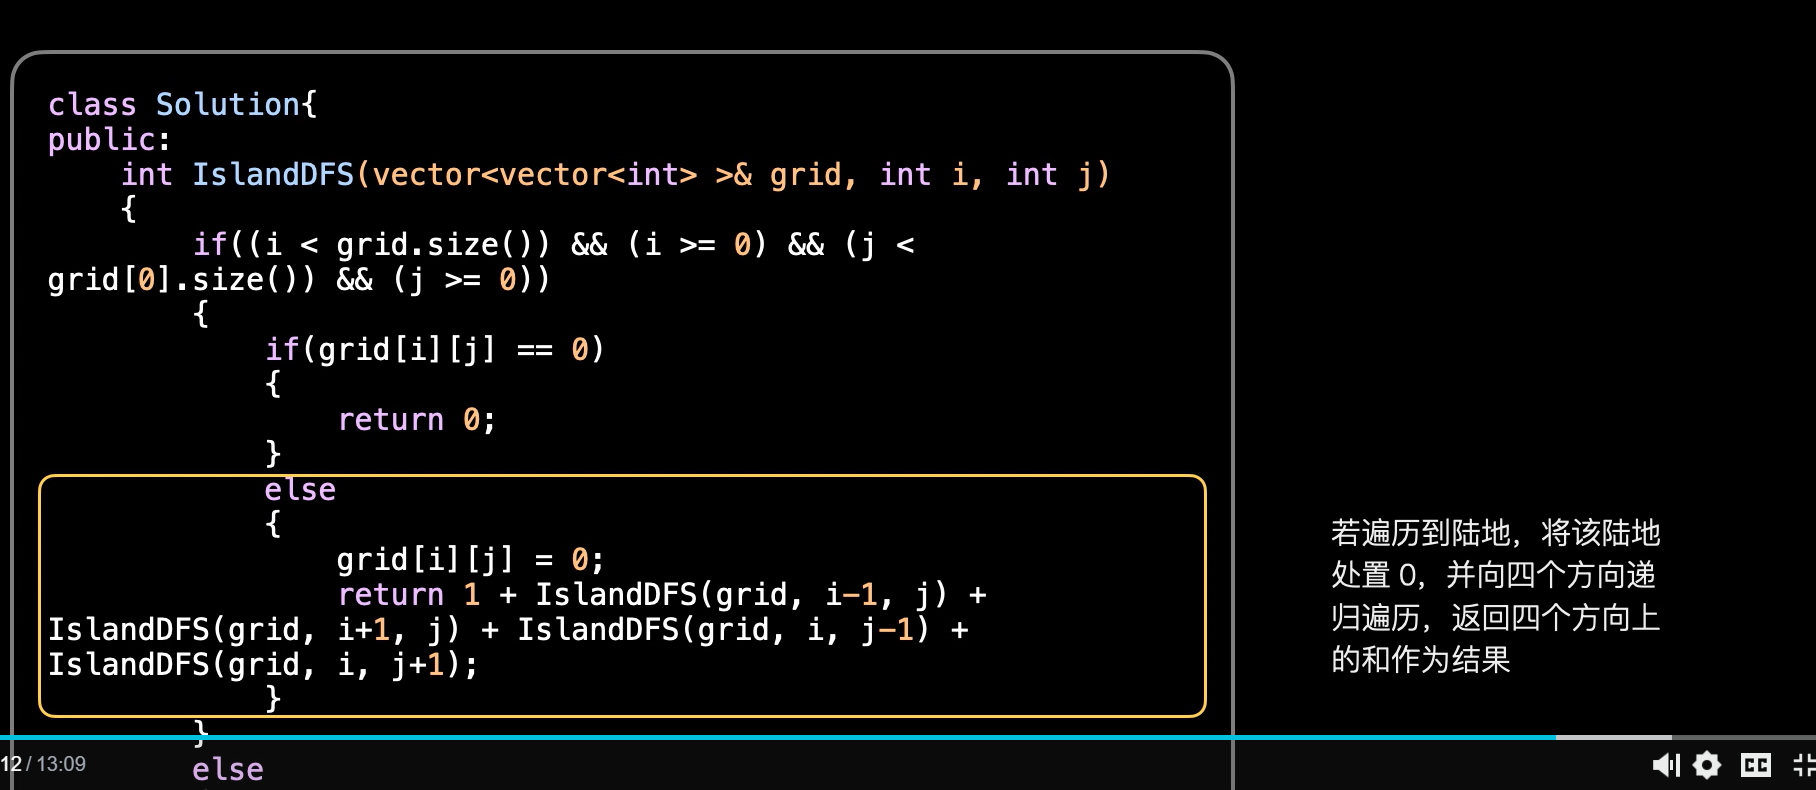 class Solution{
public:
    int IslandDFS(vector<vector<int> >& grid, int i, int j)
    {
        if((i < grid.size()) && (i >= 0) && (j <
grid[0].size()) && (j >= 0))
        {
            if(grid[i][j] == 0)
            {
                return 0;
            }
            else
            {
                grid[i][j] = 0;
                return 1 + IslandDFS(grid, i-1, j) +
IslandDFS(grid, i+1, j) + IslandDFS(grid, i, j-1) +
IslandDFS(grid, i, j+1);
            }
        }
        else
若遍历到陆地，将该陆地
处置 0，并向四个方向递
归遍历，返回四个方向上
的和作为结果
12 / 13:09
CC